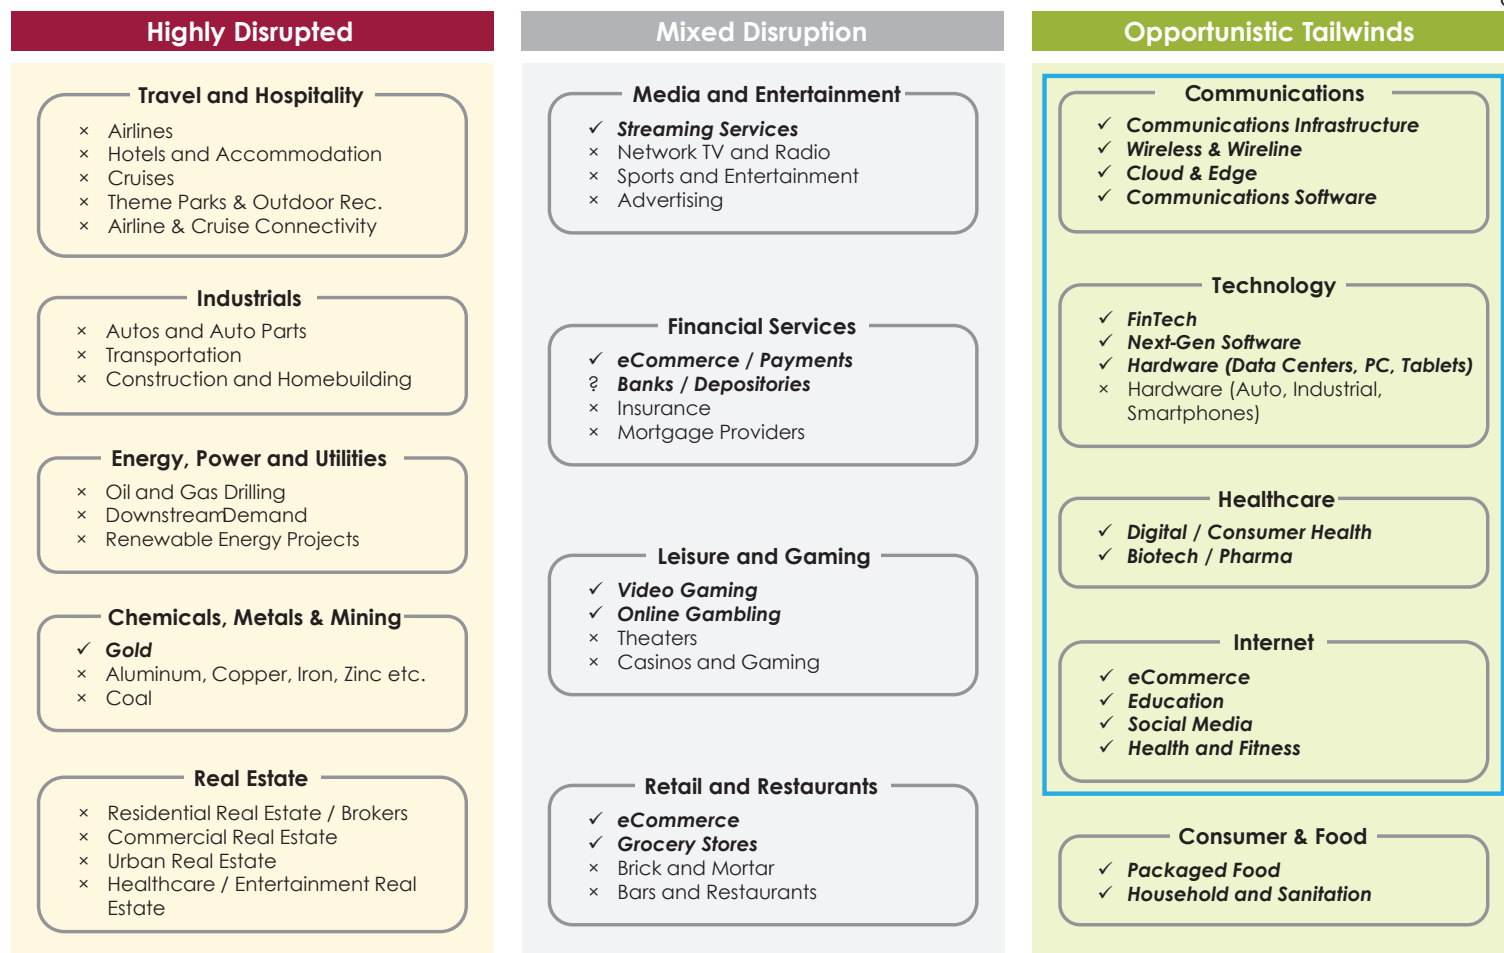 Highly Disrupted
Travel and Hospitality
× Airlines
× Hotels and Accommodation
× Cruises
× Theme Parks & Outdoor Rec.
× Airline & Cruise Connectivity
Industrials
× Autos and Auto Parts
× Transportation
× Construction and Homebuilding
Energy, Power and Utilities
× Oil and Gas Drilling
× Downstream Demand
× Renewable Energy Projects
Chemicals, Metals & Mining
✓ Gold
× Aluminum, Copper, Iron, Zinc etc.
× Coal
Real Estate
× Residential Real Estate / Brokers
× Commercial Real Estate
× Urban Real Estate
× Healthcare / Entertainment Real
Estate
Mixed Disruption
Media and Entertainment
✓ Streaming Services
× Network TV and Radio
× Sports and Entertainment
× Advertising
Financial Services
✓ eCommerce / Payments
? Banks / Depositories
× Insurance
× Mortgage Providers
Leisure and Gaming
✓ Video Gaming
✓ Online Gambling
× Theaters
× Casinos and Gaming
Retail and Restaurants
✓ eCommerce
✓ Grocery Stores
× Brick and Mortar
× Bars and Restaurants
Opportunistic Tailwinds
Communications
✓ Communications Infrastructure
✓ Wireless & Wireline
✓ Cloud & Edge
✓ Communications Software
Technology
✓ FinTech
✓ Next-Gen Software
✓ Hardware (Data Centers, PC, Tablets)
× Hardware (Auto, Industrial,
Smartphones)
Healthcare
✓ Digital / Consumer Health
✓ Biotech / Pharma
Internet
✓ eCommerce
✓ Education
✓ Social Media
✓ Health and Fitness
Consumer & Food
✓ Packaged Food
✓ Household and Sanitation